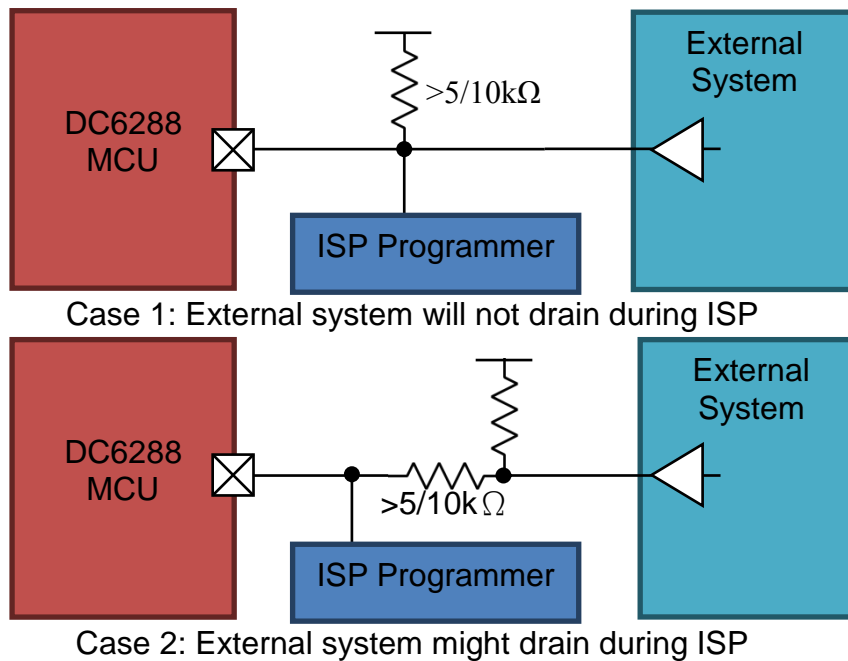 External
System
>5/10kΩ
DC6288
MCU
ISP Programmer
Case 1: External system will not drain during ISP
External
System
DC6288
MCU
>5/10kΩ
ISP Programmer
Case 2: External system might drain during ISP